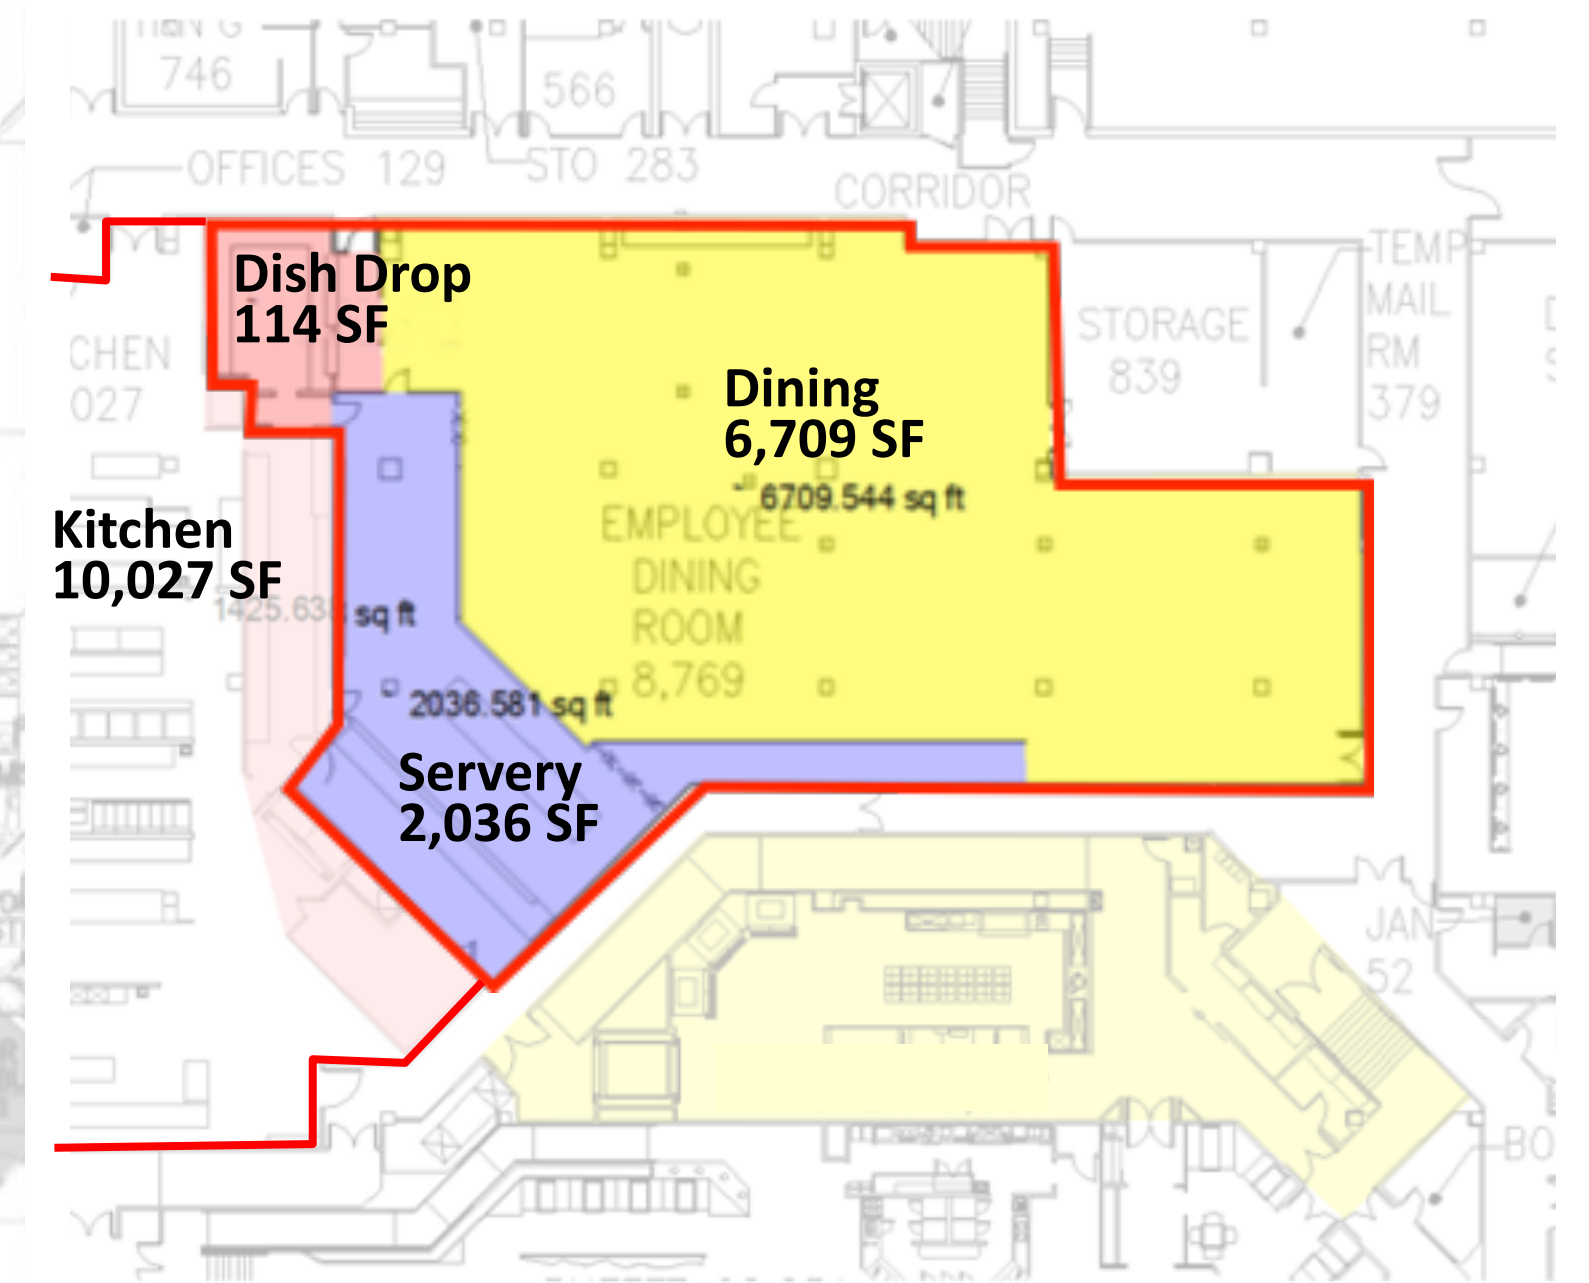 746
566
OFFICES 129
STO 283
CORRIDOR
TEMP
MAIL
RM
379
Dish Drop
114 SF
STORAGE
839
CHEN
027
Dining
6,709 SF
6709.544 sq ft
EMPLOYEE
DINING
ROOM
8,769
Kitchen
10,027 SF
sq ft
2036.581 sq ft
Servery
2,036 SF
JAN
52
BO